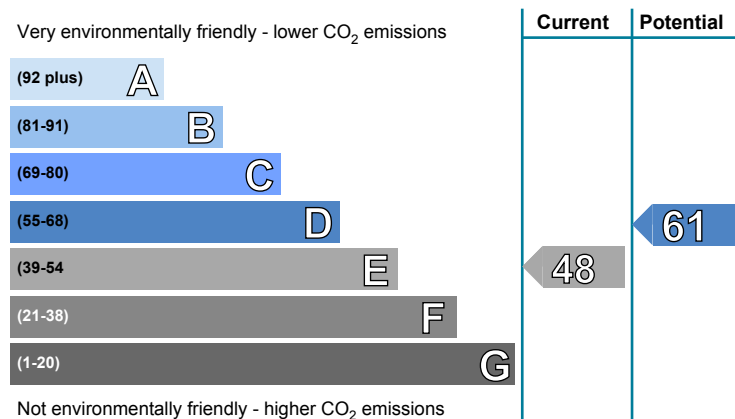 Very environmentally friendly - lower CO₂ emissions
Current
Potential
(92 plus) A
(81-91) B
(69-80) C
(55-68) D
61
(39-54 E
48
(21-38) F
(1-20) G
Not environmentally friendly - higher CO₂ emissions